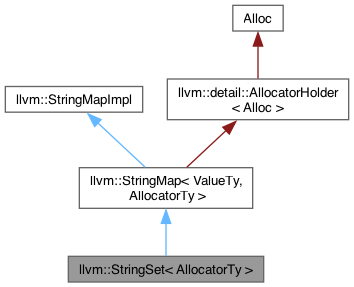 Alloc
llvm::StringMapImpl
llvm::detail::AllocatorHolder
< Alloc >
llvm::StringMap< ValueTy,
AllocatorTy >
llvm::StringSet< AllocatorTy >